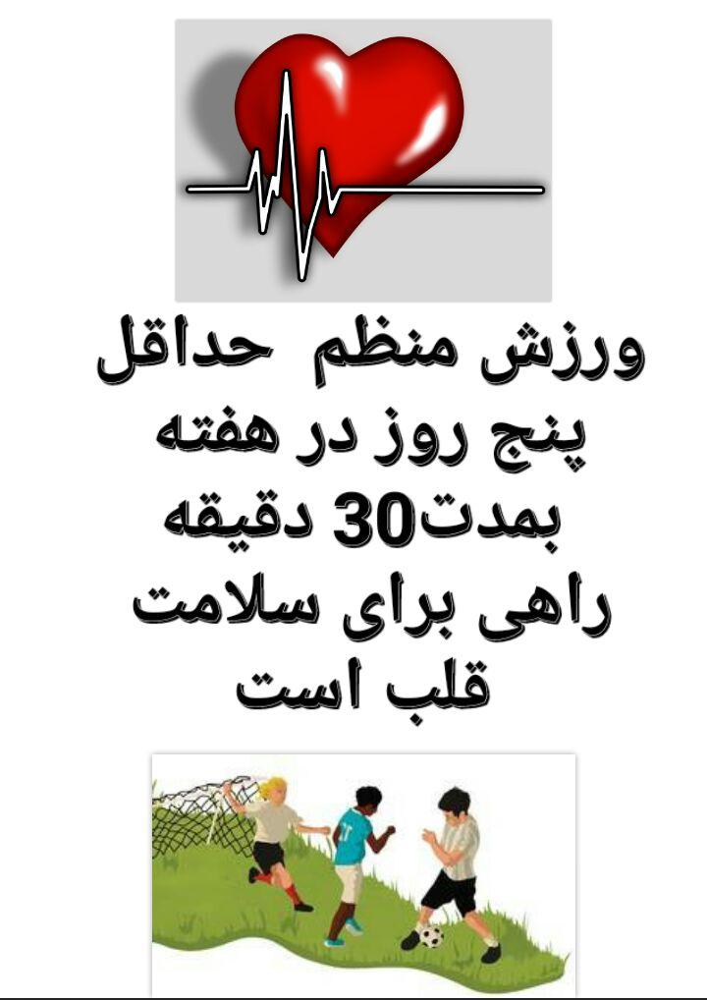 ورزش منظم حداقل
پنج روز در هفته
بمدت30 دقیقه
راهی برای سلامت
قلب است